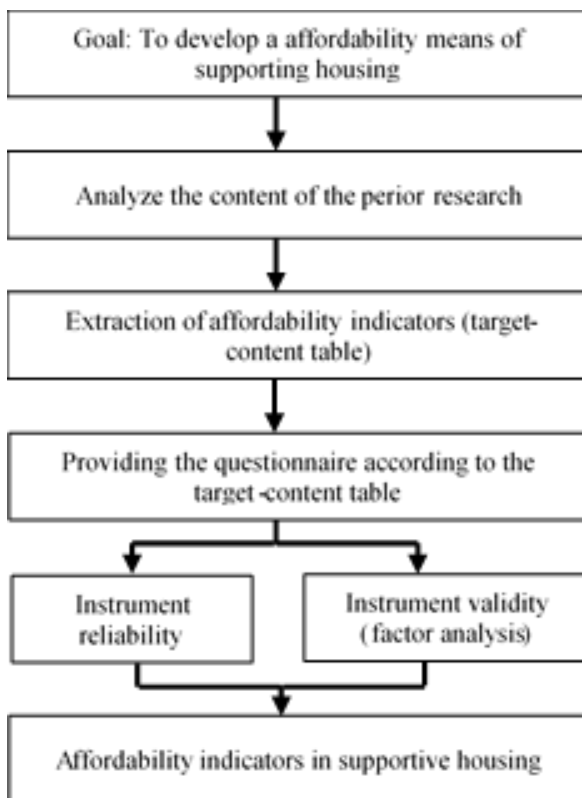 Goal: To develop a affordability means of
supporting housing
Analyze the content of the perior research
Extraction of affordability indicators (target-
content table)
Providing the questionnaire according to the
target-content table
Instrument
reliability
Instrument validity
(factor analysis)
Affordability indicators in supportive housing